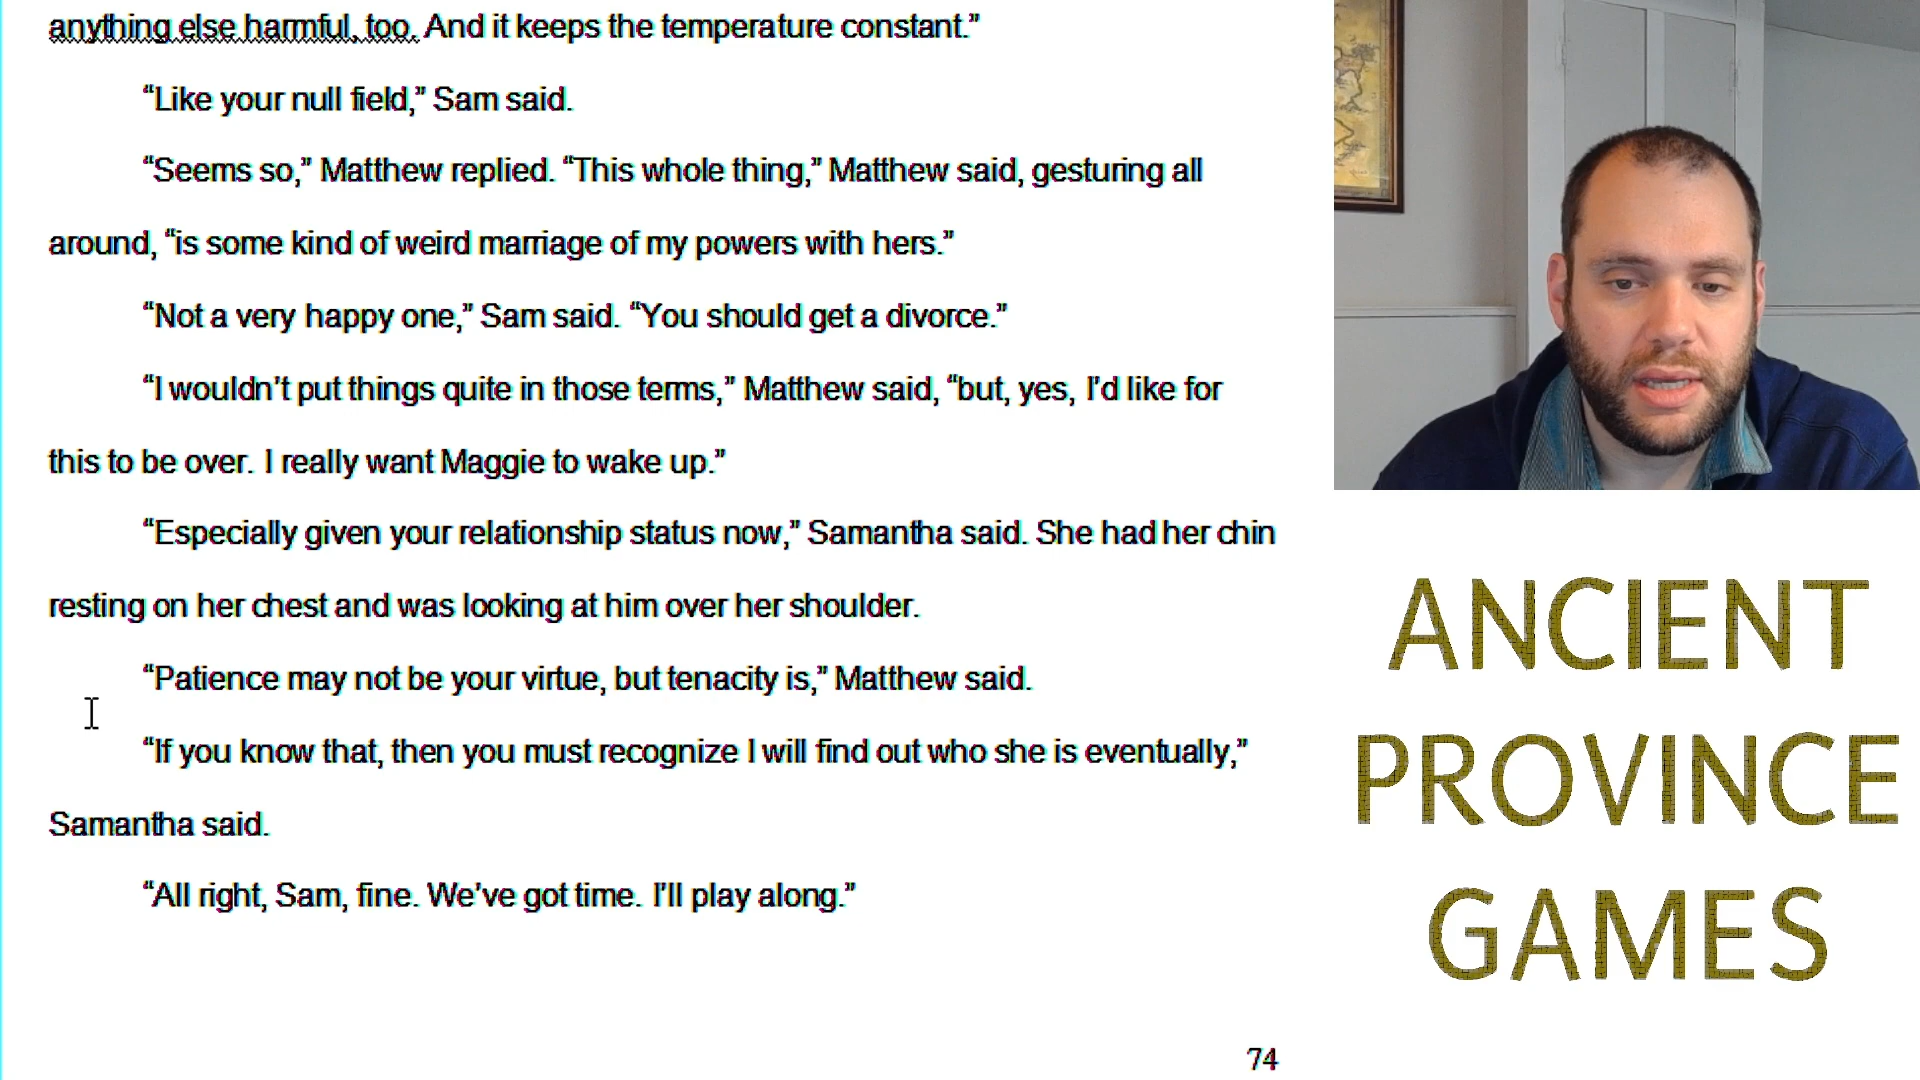 anything else harmful, too. And it keeps the temperature constant.”
“Like your null field,” Sam said.
“Seems so,” Matthew replied. “This whole thing,” Matthew said, gesturing all
around, “is some kind of weird marriage of my powers with hers.”
“Not a very happy one,” Sam said. “You should get a divorce.”
“I wouldn’t put things quite in those terms,” Matthew said, “but, yes, I’d like for
this to be over. I really want Maggie to wake up.”
“Especially given your relationship status now,” Samantha said. She had her chin
resting on her chest and was looking at him over her shoulder.
“Patience may not be your virtue, but tenacity is,” Matthew said.
“If you know that, then you must recognize I will find out who she is eventually,”
Samantha said.
“All right, Sam, fine. We’ve got time. I’ll play along.”
74
ANCIENT
PROVINCE
GAMES